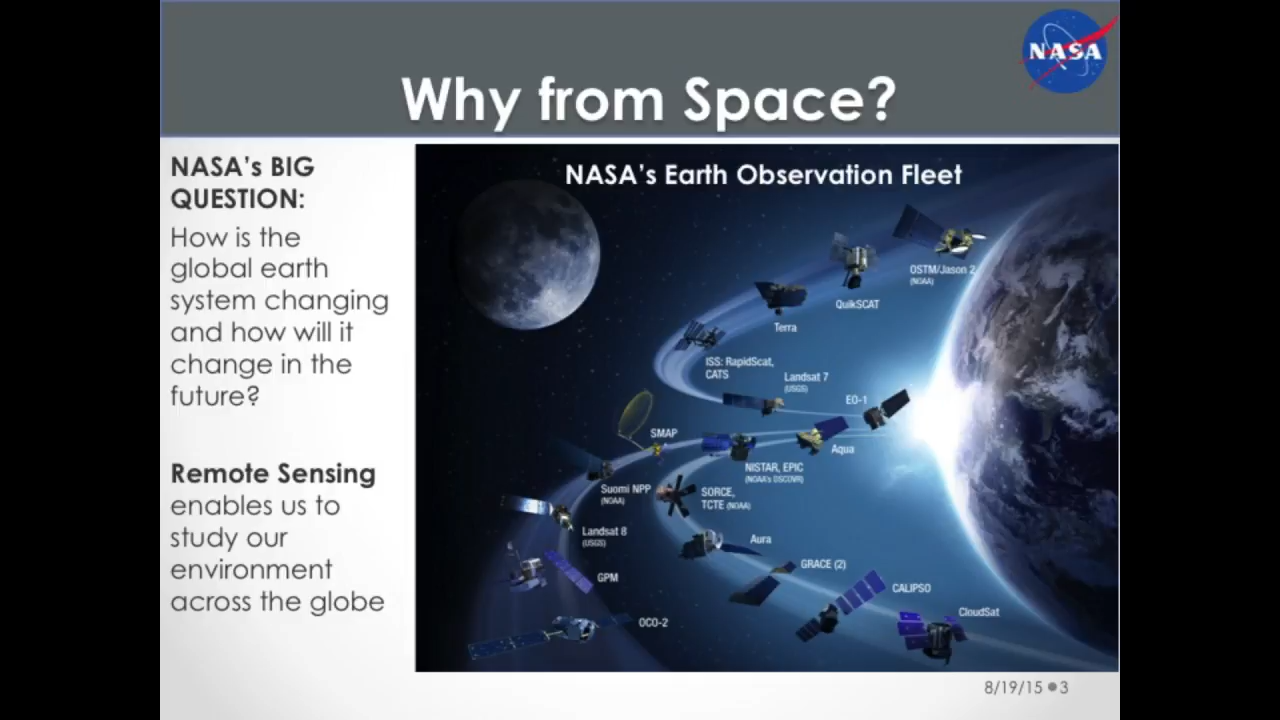 NASA
Why from Space?
NASA's BIG
QUESTION:
How is the
global earth
system changing
and how will it
change in the
future?
Remote Sensing
enables us to
study our
environment
across the globe
NASA's Earth Observation Fleet
OSTM/Jason 2
(NOAA)
QuikSCAT
Terra
ISS: RapidScat,
CATS
Landsat 7
(USGS)
EO-1
SMAP
Aqua
NISTAR, EPIC
(NOAA's DSCOVR)
Suomi NPP
(NOAA)
SORCE,
TCTE (NOAA)
Landsat 8
(USGS)
Aura
GRACE (2)
GPM
CALIPSO
CloudSat
OCO-2
8/19/15 ● 3